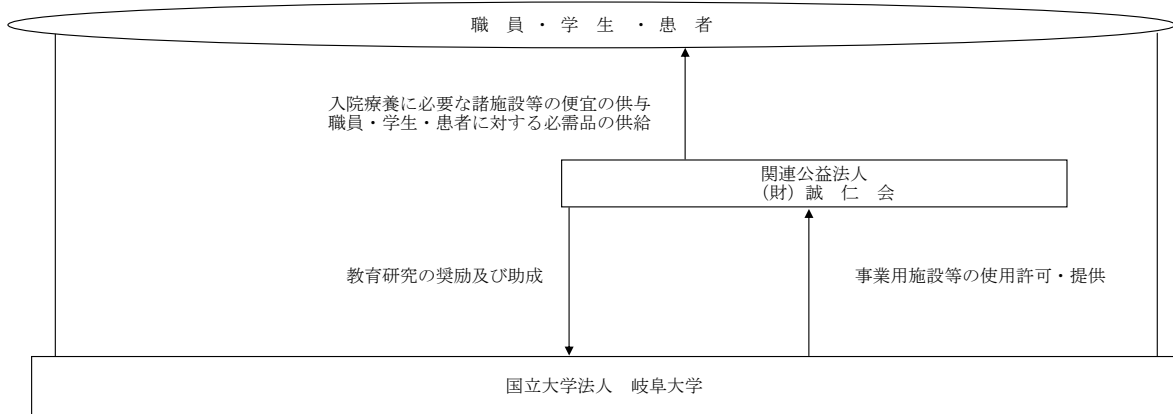 職 員 ・ 学 生 ・ 患 者
入院療養に必要な諸施設等の便宜の供与
職員・学生・患者に対する必需品の供給
関連公益法人
(財) 誠 仁 会
教育研究の奨励及び助成
事業用施設等の使用許可・提供
国立大学法人 岐阜大学